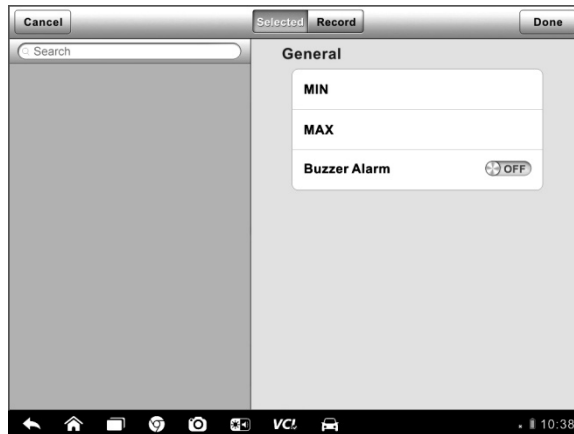 Cancel
Selected Record
Done
Search
General
MIN
MAX
Buzzer Alarm OFF
VCI
10:38